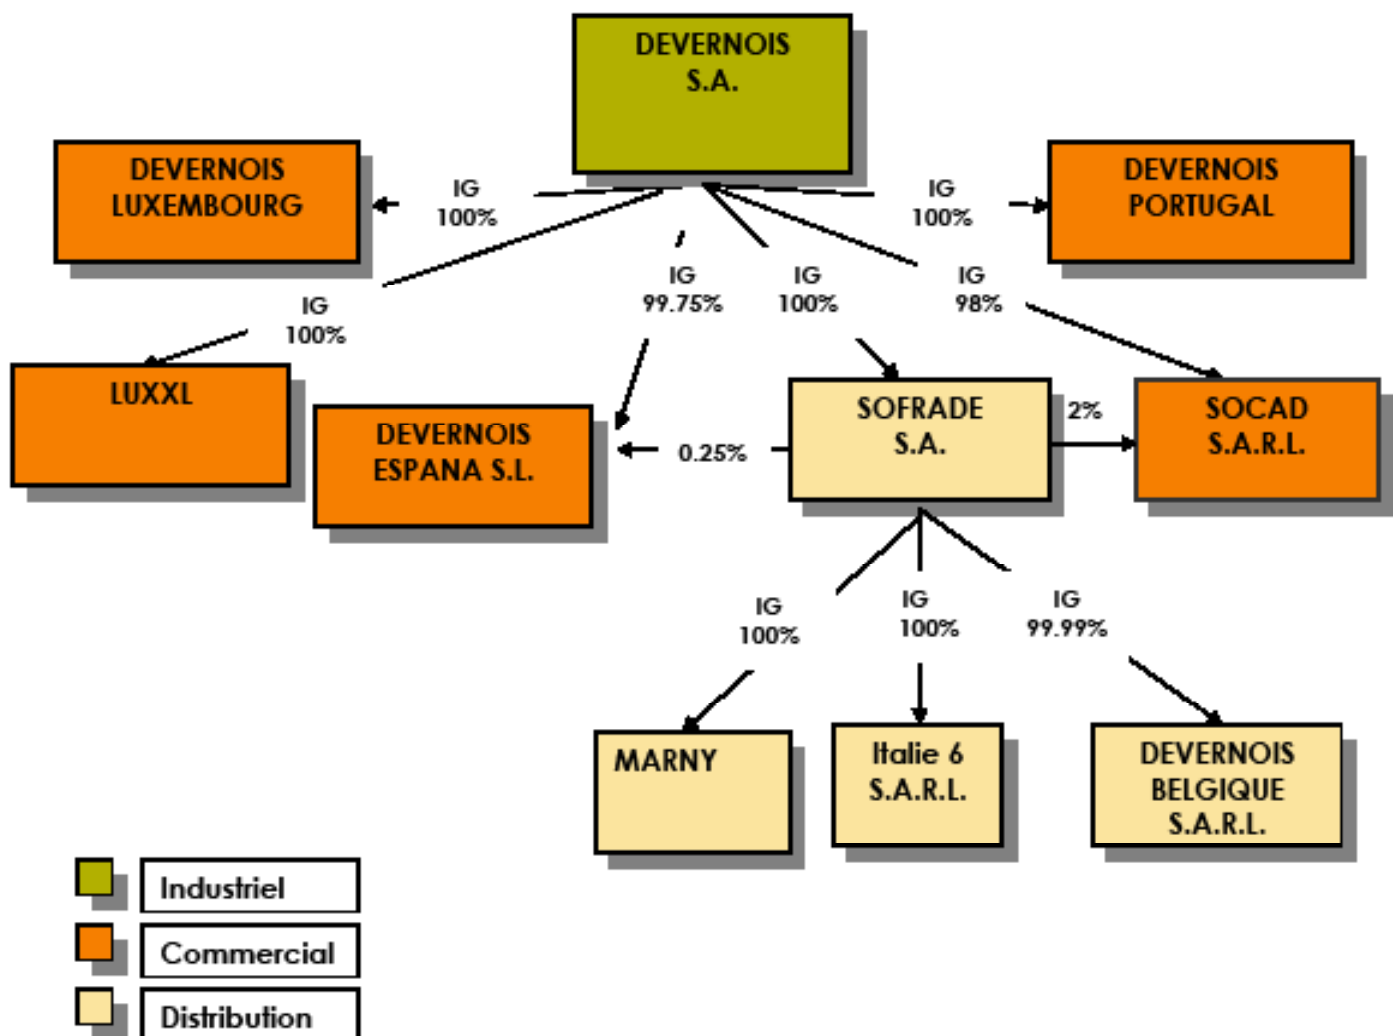 DEVERNOIS
S.A.
DEVERNOIS
LUXEMBOURG
IG
100%
IG
100%
DEVERNOIS
PORTUGAL
IG
100%
IG
99.75%
IG
100%
IG
98%
LUXXL
DEVERNOIS
ESPANA S.L.
0.25%
SOFRADE
S.A.
2%
SOCAD
S.A.R.L.
IG
100%
IG
100%
IG
99.99%
MARNY
Italie 6
S.A.R.L.
DEVERNOIS
BELGIQUE
S.A.R.L.
Industriel
Commercial
Distribution